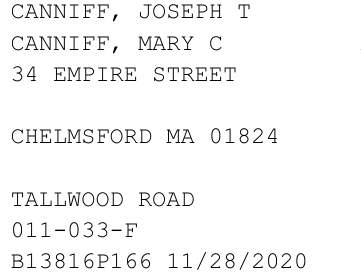 CANNIFF, JOSEPH T
CANNIFF, MARY C
34 EMPIRE STREET
CHELMSFORD MA 01824
TALLWOOD ROAD
011-033-F
B13816P166 11/28/2020